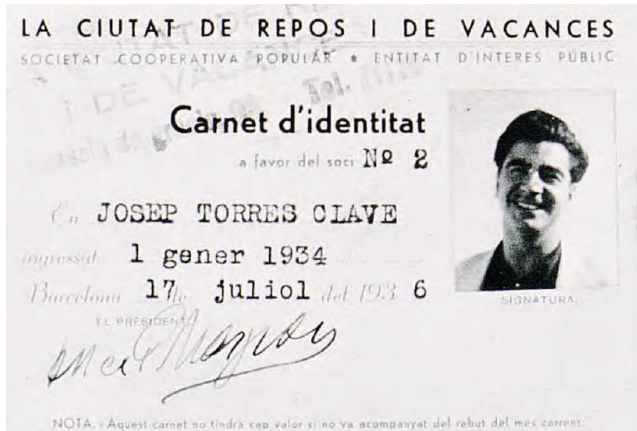 LA CIUTAT DE REPOS I DE VACANCES
SOCIETAT COOPERATIVA POPULAR • ENTITAT D'INTERES PÚBLIC
Carnet d'identitat
a favor del soci Nº 2
En JOSEP TORRES CLAVE
ingressat 1 gener 1934
Barcelona 17 de juliol del 1936
EL PRESIDENT
SIGNATURA,
NOTA. - Aquest carnet no tindrà cap valor si no va acompanyat del rebut del mes corrent.